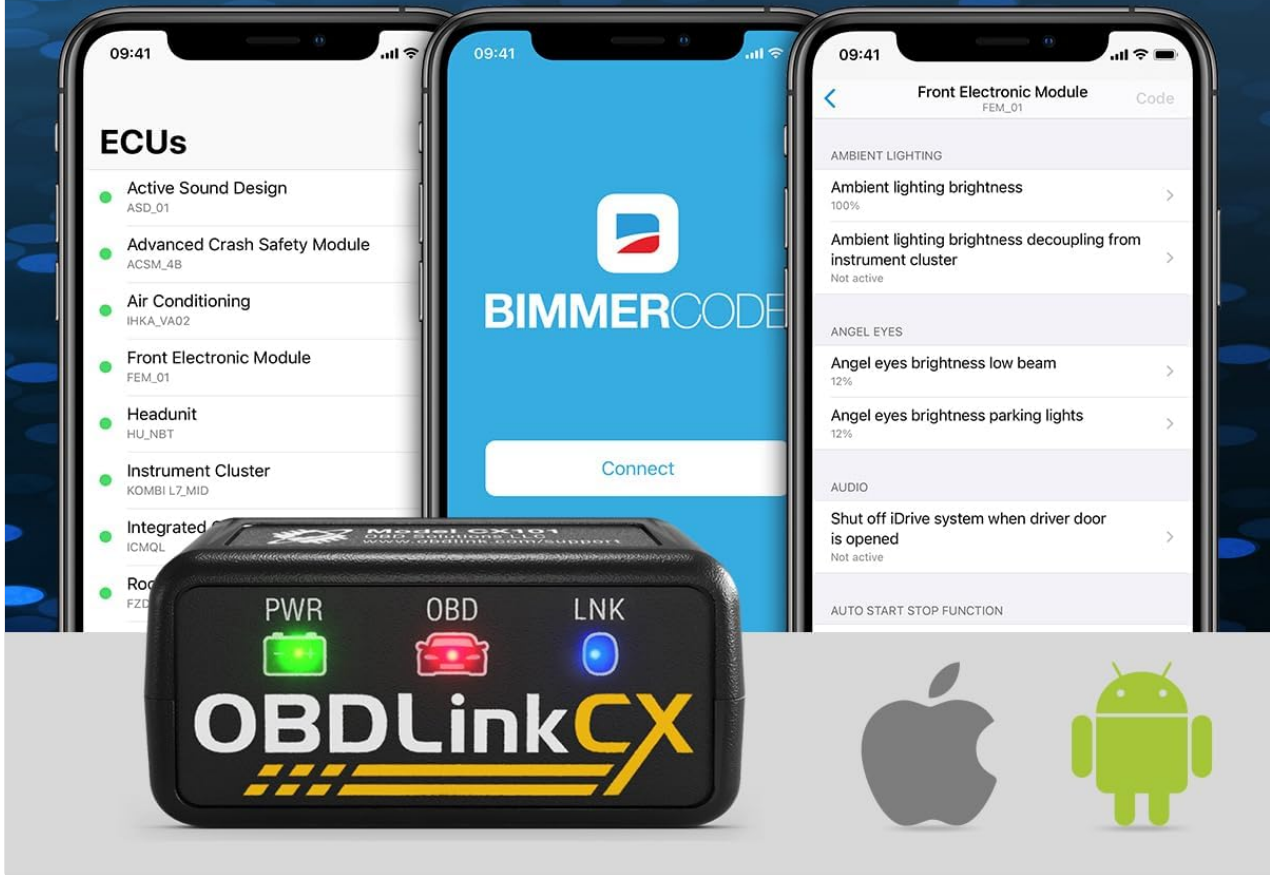 09:41
ECUs
Active Sound Design
ASD_01
Advanced Crash Safety Module
ACSM_4B
Air Conditioning
IHKA_VA02
Front Electronic Module
FEM_01
Headunit
HU_NBT
Instrument Cluster
KOMBI L7_MID
Integrated
ICMQL
09:41
BIMMERCODE
Connect
09:41
Front Electronic Module
FEM_01
Code
AMBIENT LIGHTING
Ambient lighting brightness
100%
Ambient lighting brightness decoupling from
instrument cluster
Not active
ANGEL EYES
Angel eyes brightness low beam
12%
Angel eyes brightness parking lights
12%
AUDIO
Shut off iDrive system when driver door
is opened
Not active
AUTO START STOP FUNCTION
Model CX101
OBD Solutions LLC
www.obdlink.com/support
PWR OBD LNK
OBDLinkCX